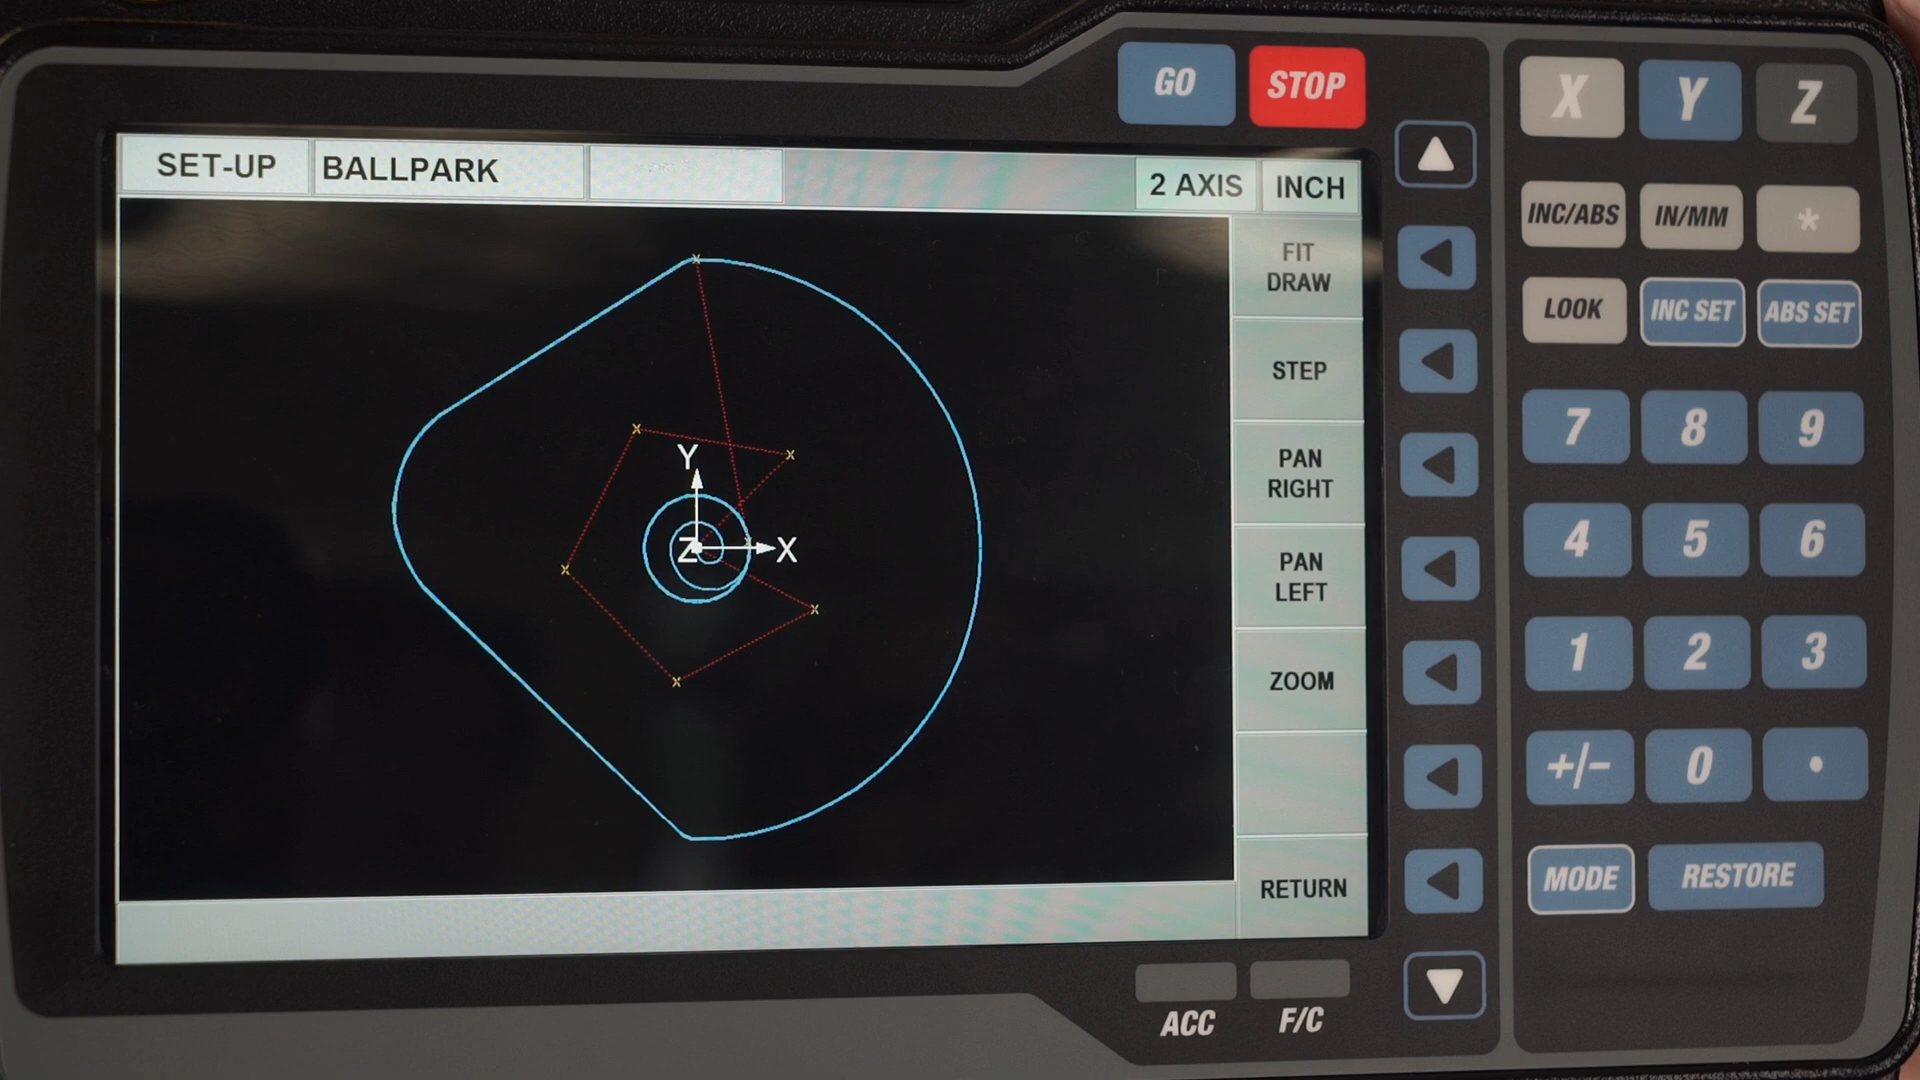 GO STOP
X Y Z
SET-UP BALLPARK 2 AXIS INCH
INC/ABS IN/MM *
FIT
DRAW
LOOK INC SET ABS SET
STEP
7 8 9
PAN
RIGHT
4 5 6
PAN
LEFT
Y
Z X
1 2 3
ZOOM
+/- 0 .
MODE RESTORE
RETURN
ACC F/C